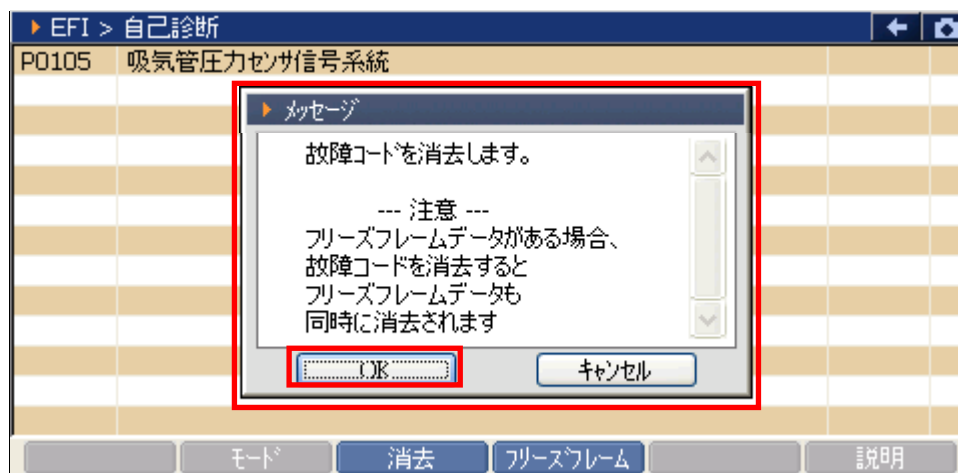 EFI > 自己診断
P0105 吸気管圧力センサ信号系統
メッセージ
故障コードを消去します。
--- 注意 ---
フリーズフレームデータがある場合、
故障コードを消去すると
フリーズフレームデータも
同時に消去されます
OK キャンセル
モード 消去 フリーズフレーム 説明